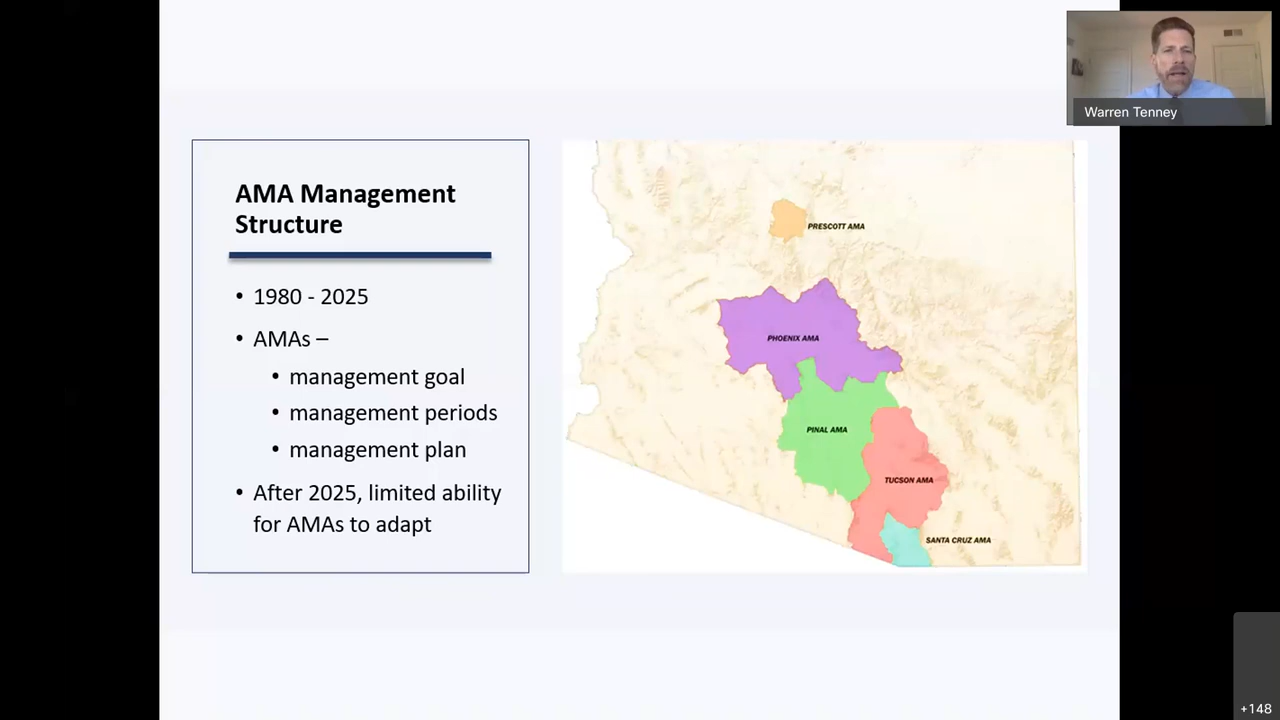 Warren Tenney
AMA Management
Structure
• 1980 - 2025
• AMAs –
• management goal
• management periods
• management plan
• After 2025, limited ability
for AMAs to adapt
PRESCOTT AMA
PHOENIX AMA
PINAL AMA
TUCSON AMA
SANTA CRUZ AMA
+148